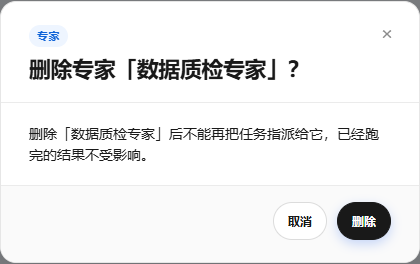 专家
删除专家「数据质检专家」？
删除「数据质检专家」后不能再把任务指派给它，已经跑
完的结果不受影响。
取消
删除